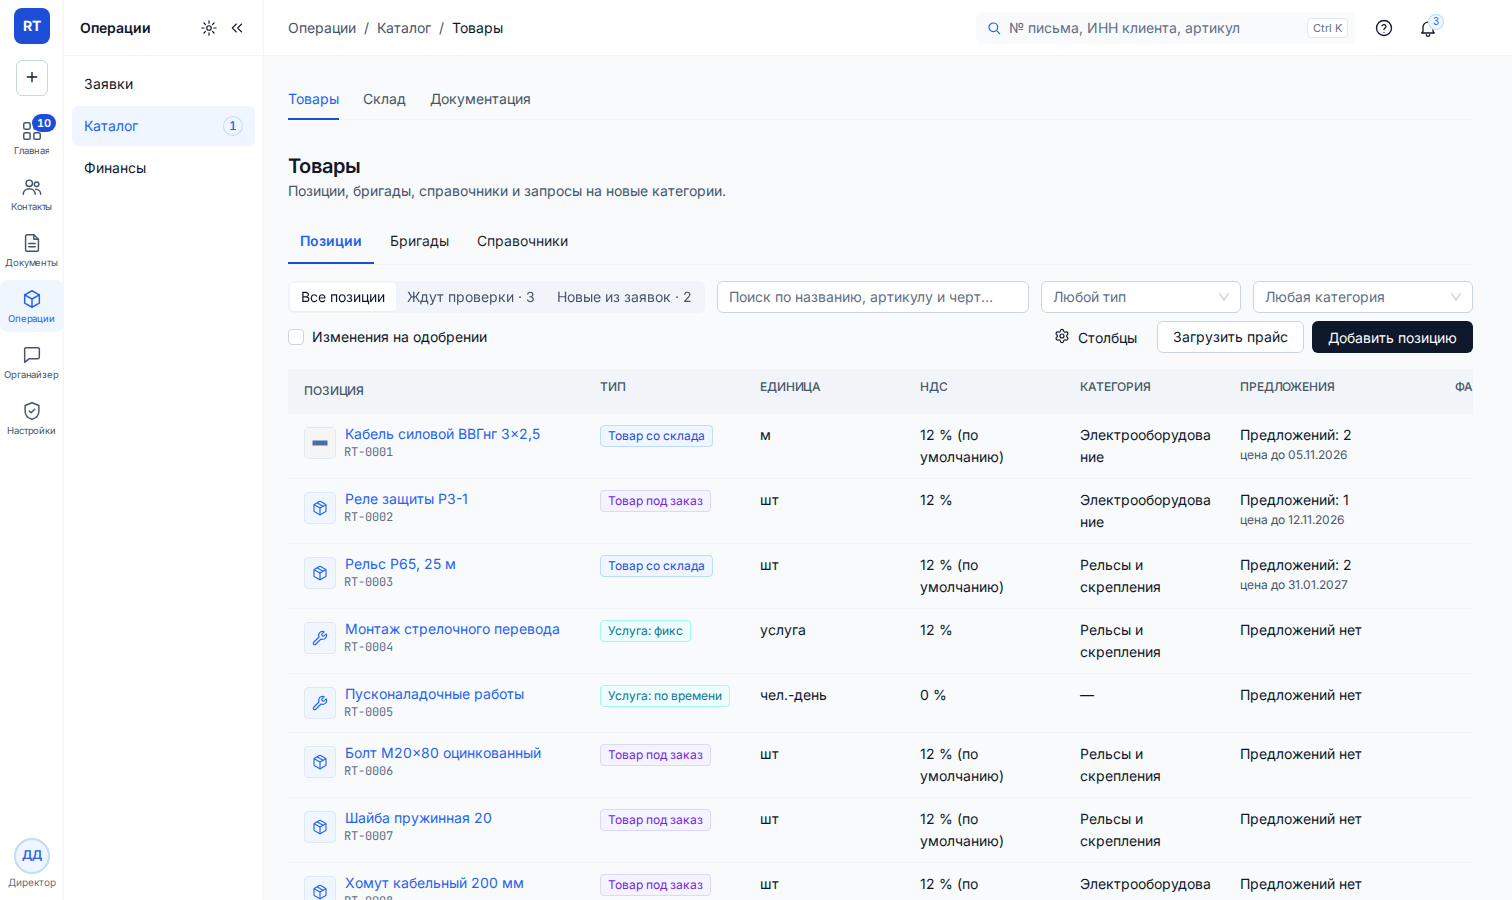 RT
Операции
Операции / Каталог / Товары
№ письма, ИНН клиента, артикул
Ctrl K
3
10
Главная
Контакты
Документы
Операции
Органайзер
Настройки
ДД
Директор
Заявки
Каталог 1
Финансы
Товары Склад Документация
Товары
Позиции, бригады, справочники и запросы на новые категории.
Позиции Бригады Справочники
Все позиции Ждут проверки · 3 Новые из заявок · 2 Поиск по названию, артикулу и черт... Любой тип Любая категория
Изменения на одобрении Столбцы Загрузить прайс Добавить позицию
ПОЗИЦИЯ ТИП ЕДИНИЦА НДС КАТЕГОРИЯ ПРЕДЛОЖЕНИЯ ФА
Кабель силовой ВВГнг 3×2,5 Товар со склада м 12 % (по Электрооборудова Предложений: 2
RT-0001 умолчанию) ние цена до 05.11.2026
Реле защиты РЗ-1 Товар под заказ шт 12 % Электрооборудова Предложений: 1
RT-0002 ние цена до 12.11.2026
Рельс Р65, 25 м Товар со склада шт 12 % (по Рельсы и Предложений: 2
RT-0003 умолчанию) скрепления цена до 31.01.2027
Монтаж стрелочного перевода Услуга: фикс услуга 12 % Рельсы и Предложений нет
RT-0004 скрепления
Пусконаладочные работы Услуга: по времени чел.-день 0 % — Предложений нет
RT-0005
Болт М20×80 оцинкованный Товар под заказ шт 12 % (по Рельсы и Предложений нет
RT-0006 умолчанию) скрепления
Шайба пружинная 20 Товар под заказ шт 12 % (по Рельсы и Предложений нет
RT-0007 умолчанию) скрепления
Хомут кабельный 200 мм Товар под заказ шт 12 % (по Электрооборудова Предложений нет